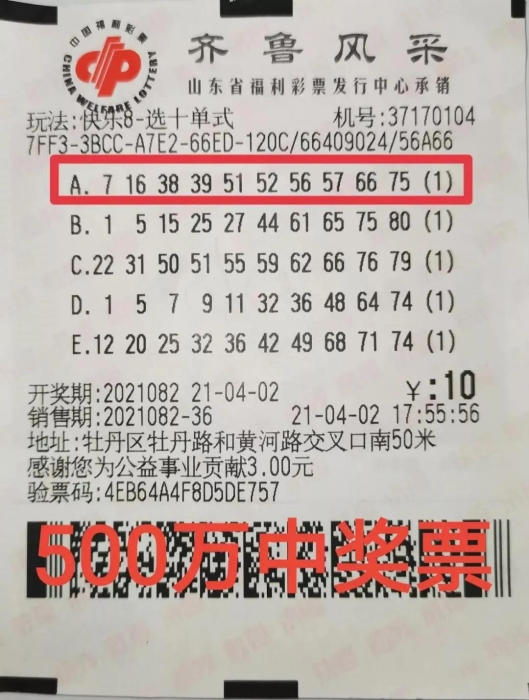 中国福利彩票
CHINA WELFARE LOTTERY
齐鲁风采
山东省福利彩票发行中心承销
玩法:快乐8-选十单式 机号:37170104
7FF3-3BCC-A7E2-66ED-120C/66409024/56A66
A. 7 16 38 39 51 52 56 57 66 75 (1)
B. 1 5 15 25 27 44 61 65 75 80 (1)
C.22 31 50 51 55 59 62 66 76 79 (1)
D. 1 5 7 9 11 32 36 48 64 74 (1)
E.12 20 25 32 36 42 49 68 71 74 (1)
开奖期:2021082 21-04-02 ¥:10
销售期:2021082-36 21-04-02 17:55:56
地址:牡丹区牡丹路和黄河路交叉口南50米
感谢您为公益事业贡献3.00元
验票码:4EB64A4F8D5DE757
500万中奖票